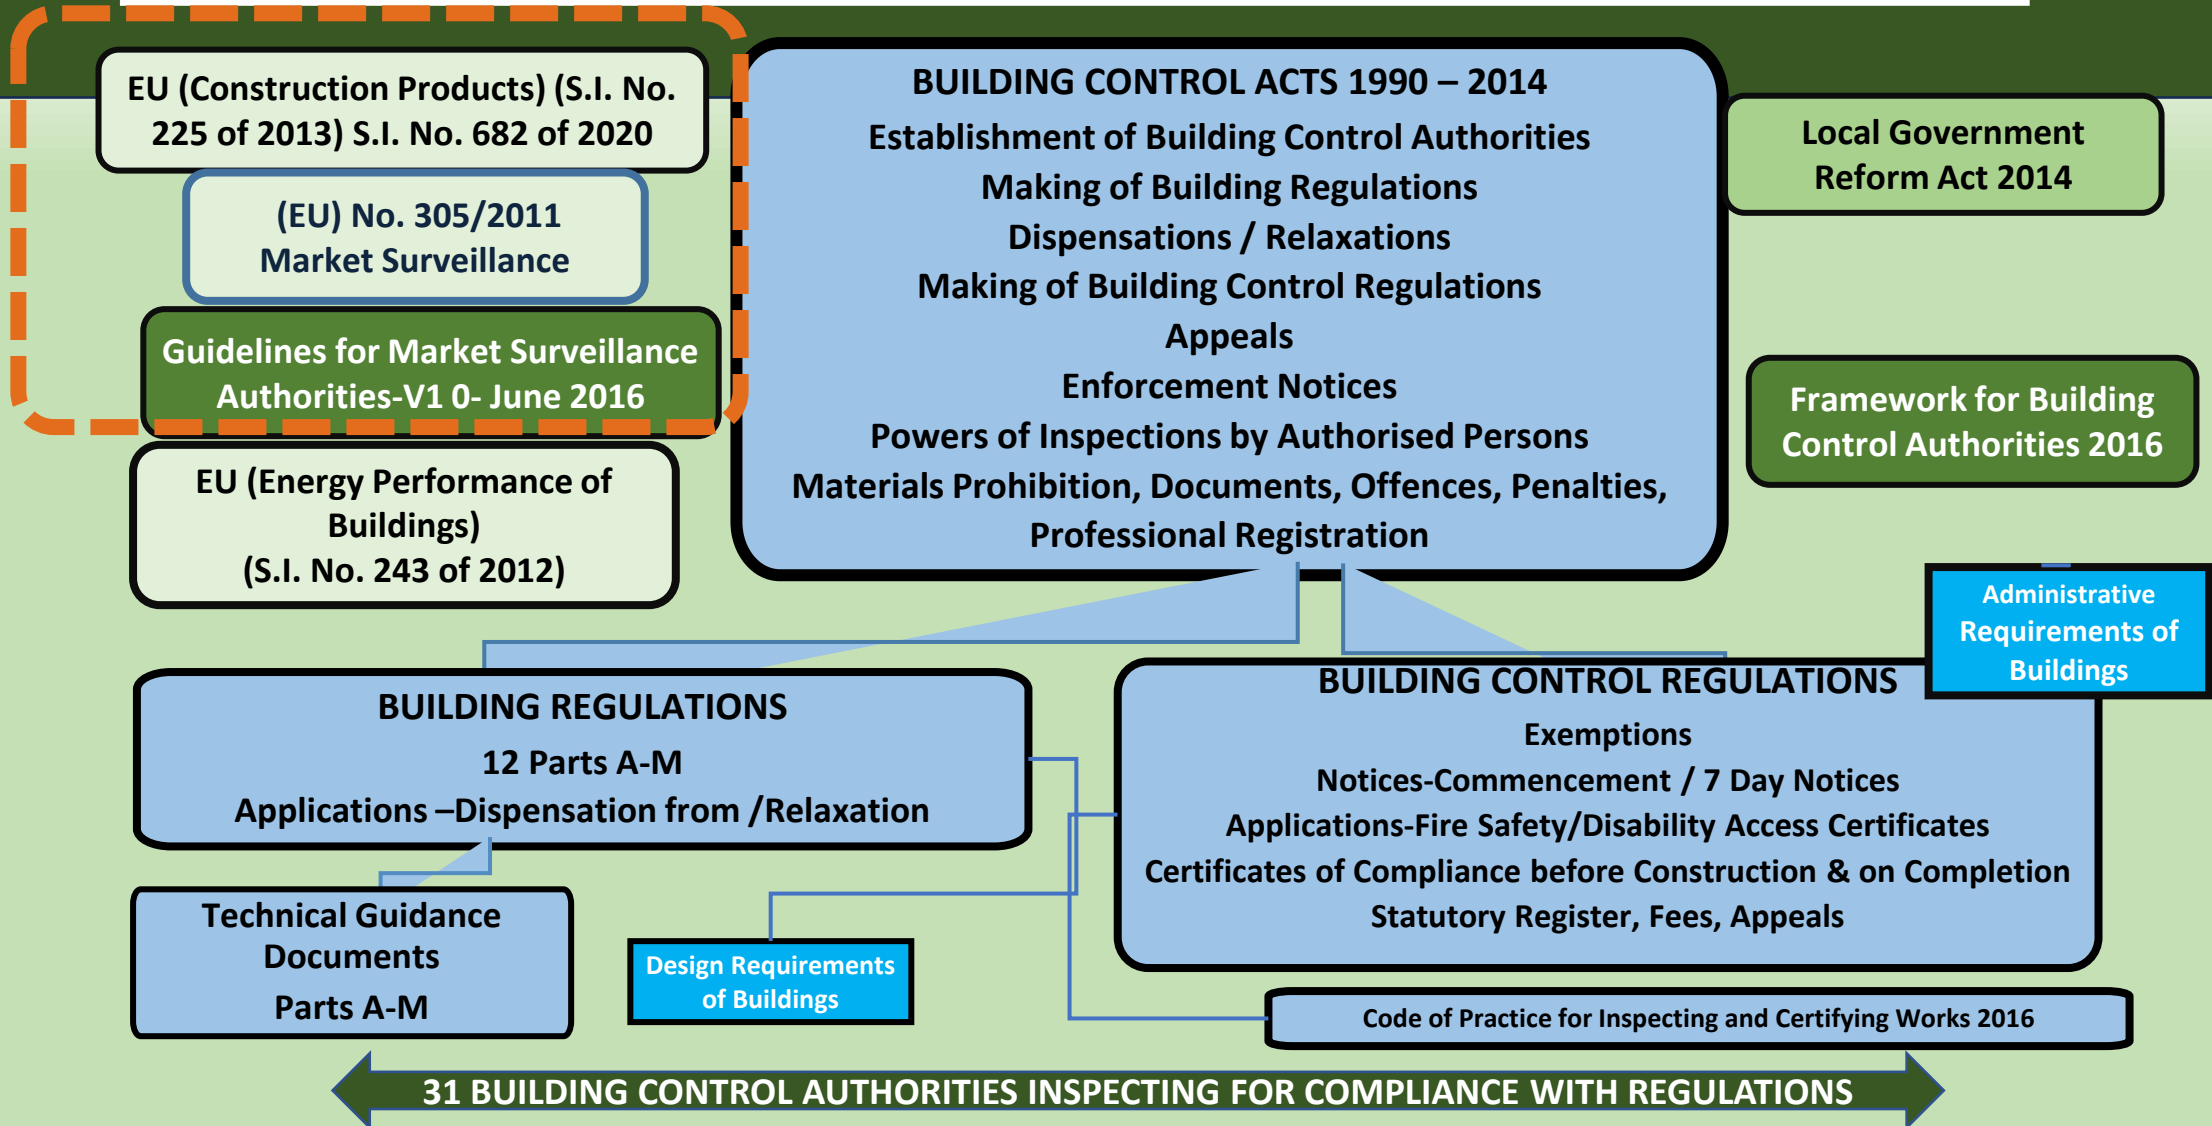 EU (Construction Products) (S.I. No.
225 of 2013) S.I. No. 682 of 2020
(EU) No. 305/2011
Market Surveillance
Guidelines for Market Surveillance
Authorities-V1 0- June 2016
EU (Energy Performance of
Buildings)
(S.I. No. 243 of 2012)
BUILDING CONTROL ACTS 1990 – 2014
Establishment of Building Control Authorities
Making of Building Regulations
Dispensations / Relaxations
Making of Building Control Regulations
Appeals
Enforcement Notices
Powers of Inspections by Authorised Persons
Materials Prohibition, Documents, Offences, Penalties,
Professional Registration
Local Government
Reform Act 2014
Framework for Building
Control Authorities 2016
Administrative
Requirements of
Buildings
BUILDING REGULATIONS
12 Parts A-M
Applications –Dispensation from /Relaxation
BUILDING CONTROL REGULATIONS
Exemptions
Notices-Commencement / 7 Day Notices
Applications-Fire Safety/Disability Access Certificates
Certificates of Compliance before Construction & on Completion
Statutory Register, Fees, Appeals
Technical Guidance
Documents
Parts A-M
Design Requirements
of Buildings
Code of Practice for Inspecting and Certifying Works 2016
31 BUILDING CONTROL AUTHORITIES INSPECTING FOR COMPLIANCE WITH REGULATIONS